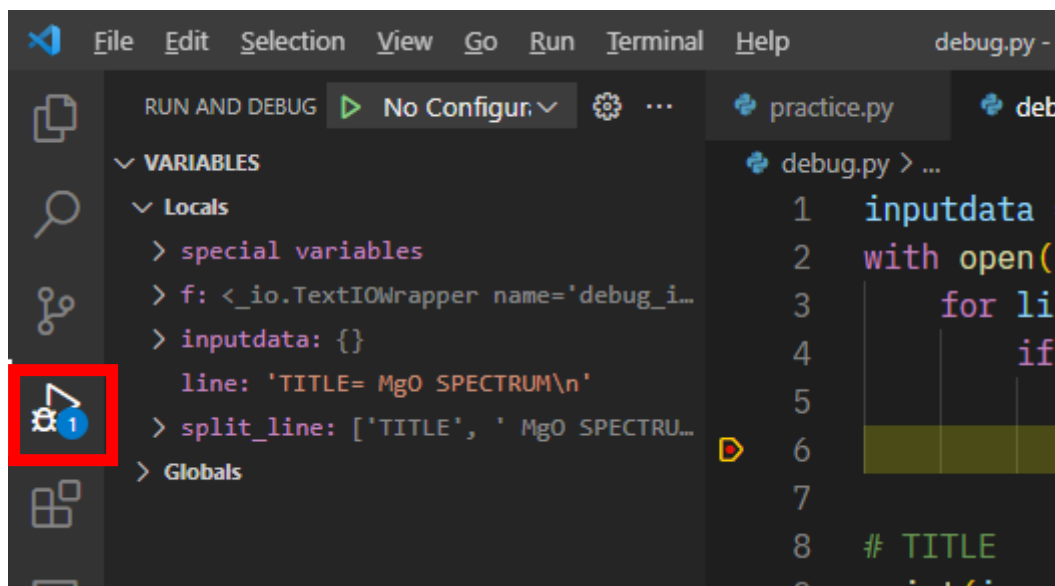 File Edit Selection View Go Run Terminal Help debug.py -
RUN AND DEBUG No Configur
VARIABLES
Locals
special variables
f: <_io.TextIOWrapper name='debug_i…
inputdata: {}
line: 'TITLE= MgO SPECTRUM\n'
split_line: ['TITLE', ' MgO SPECTRU…
Globals
1
practice.py deb
debug.py > ...
1 inputdata
2 with open(
3 for li
4 if
5
6
7
8 # TITLE